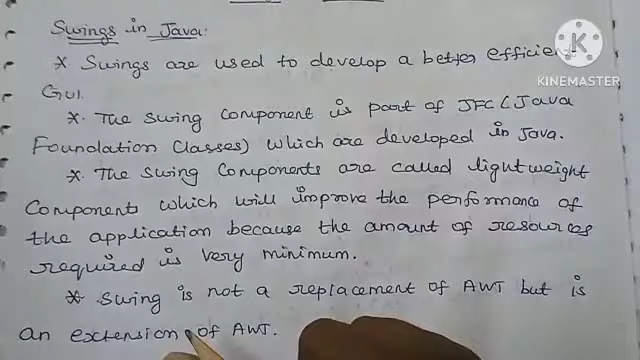 Swings in Java:
* Swings are used to develop a better efficient
GUI.
*. The Swing component is part of JFC (Java
Foundation Classes) which are developed in Java.
*. The Swing Components are called lightweight
Components which will improve the performance of
the application because the amount of resources
required is very minimum.
* Swing is not a replacement of AWT but is
an extension of AWT.
KINEMASTER